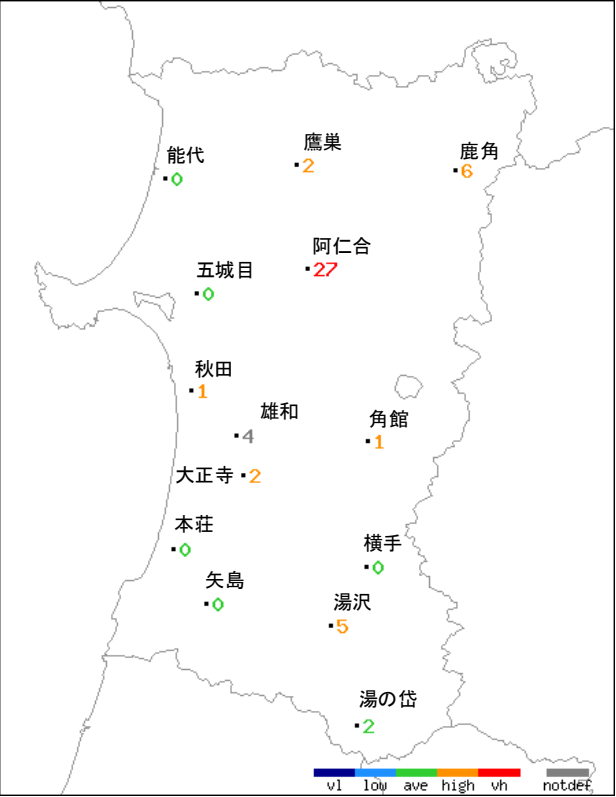 鷹巣
2
能代
0
鹿角
6
阿仁合
27
五城目
0
秋田
1
雄和
4
角館
1
大正寺 2
本荘
0
横手
0
矢島
0
湯沢
5
湯の岱
2
vl low ave high vh notdef